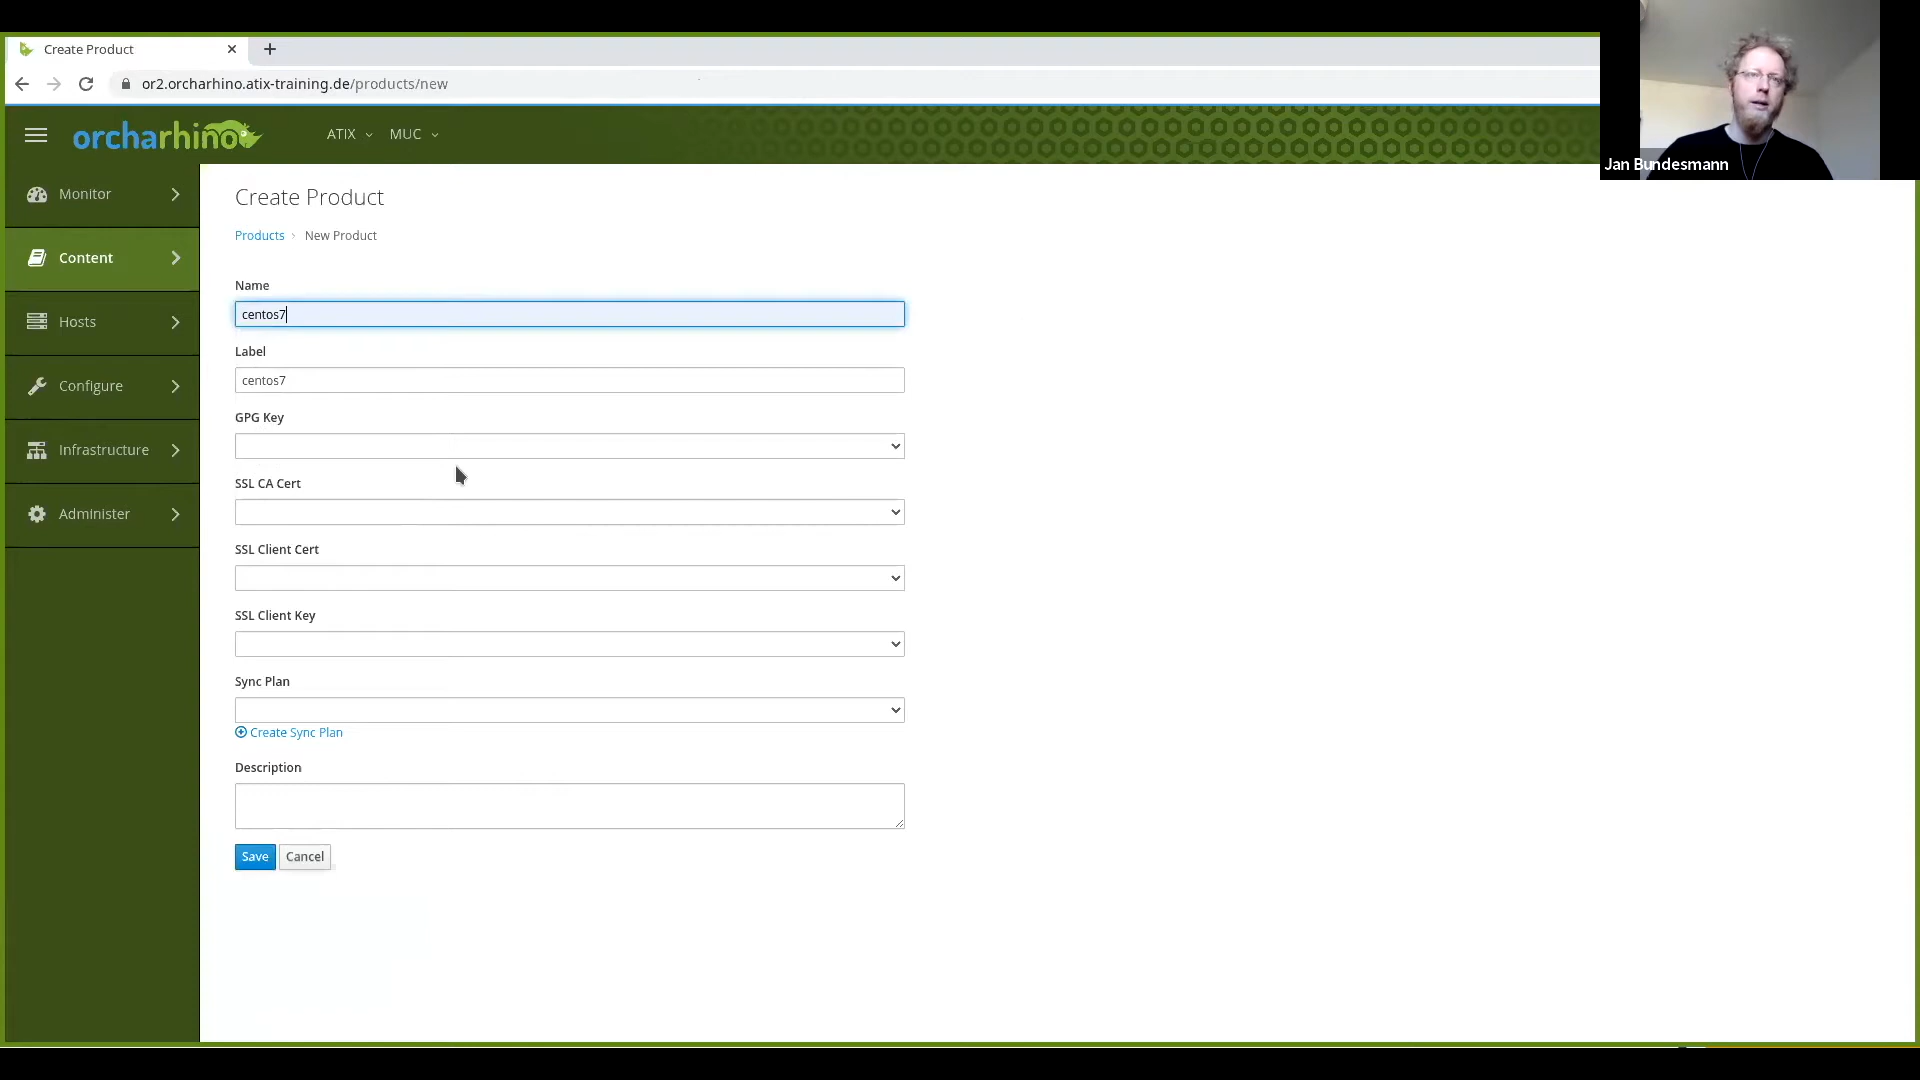 Create Product
or2.orcharhino.atix-training.de/products/new
orcharhino
ATIX
MUC
Jan Bundesmann
Monitor
Content
Hosts
Configure
Infrastructure
Administer
Create Product
Products
New Product
Name
centos7
Label
centos7
GPG Key
SSL CA Cert
SSL Client Cert
SSL Client Key
Sync Plan
Create Sync Plan
Description
Save
Cancel